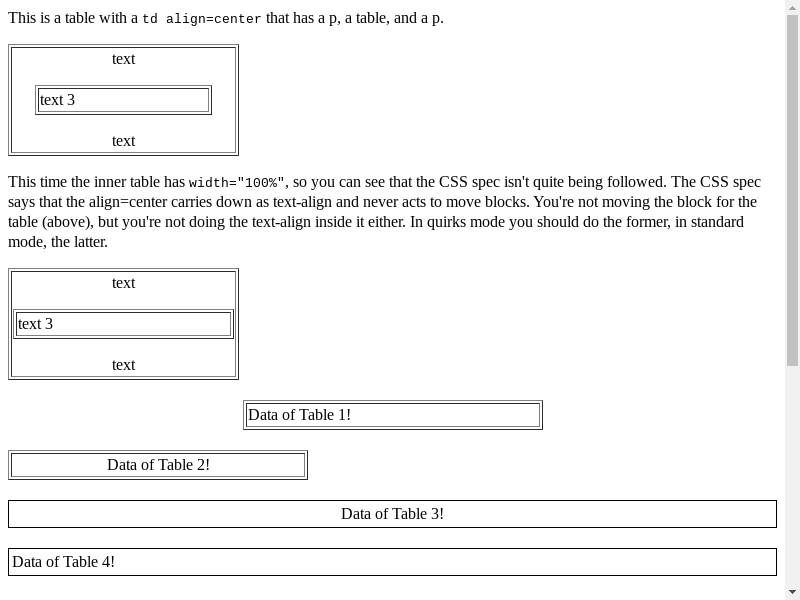 This is a table with a td align=center that has a p, a table, and a p.
text
text 3
text
This time the inner table has width="100%", so you can see that the CSS spec isn't quite being followed. The CSS spec
says that the align=center carries down as text-align and never acts to move blocks. You're not moving the block for the
table (above), but you're not doing the text-align inside it either. In quirks mode you should do the former, in standard
mode, the latter.
text
text 3
text
Data of Table 1!
Data of Table 2!
Data of Table 3!
Data of Table 4!